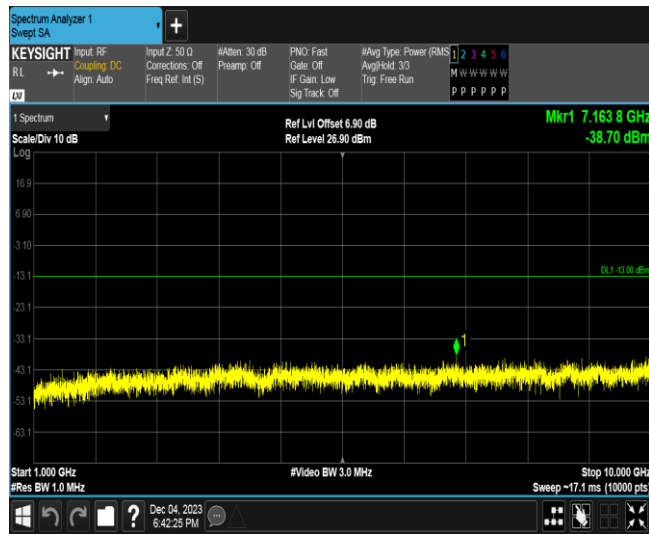 Spectrum Analyzer 1
Swept SA
KEYSIGHT
RL
LXI
Input: RF
Coupling: DC
Align: Auto
Input Z: 50 Ω
Corrections: Off
Freq Ref: Int (S)
#Atten: 30 dB
Preamp: Off
PNO: Fast
Gate: Off
IF Gain: Low
Sig Track: Off
#Avg Type: Power (RMS
Avg|Hold: 3/3
Trig: Free Run
1 2 3 4 5 6
M W W W W W
P P P P P P
1 Spectrum
Scale/Div 10 dB
Log
Ref Lvl Offset 6.90 dB
Ref Level 26.90 dBm
Mkr1 7.163 8 GHz
-38.70 dBm
16.9
6.90
-3.10
-13.1
-23.1
-33.1
-43.1
-53.1
-63.1
DL1 -13.00 dBm
1
Start 1.000 GHz
#Res BW 1.0 MHz
#Video BW 3.0 MHz
Stop 10.000 GHz
Sweep ~17.1 ms (10000 pts)
?
Dec 04, 2023
6:42:25 PM